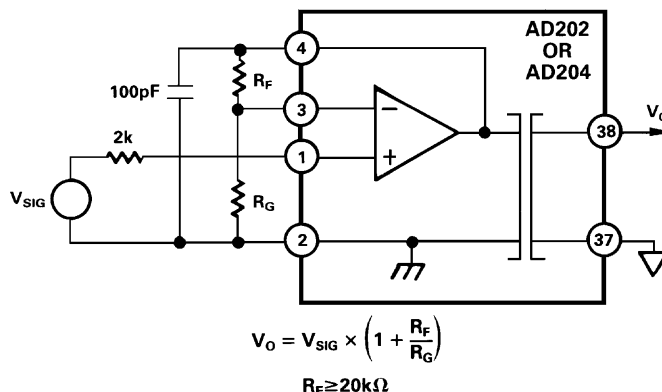 AD202
OR
AD204
4
R_F
100pF
3
−
2k
1
+
V_SIG
R_G
2
38
V_O
37
V_O = V_SIG × (1 + R_F/R_G)
R_F ≥ 20kΩ